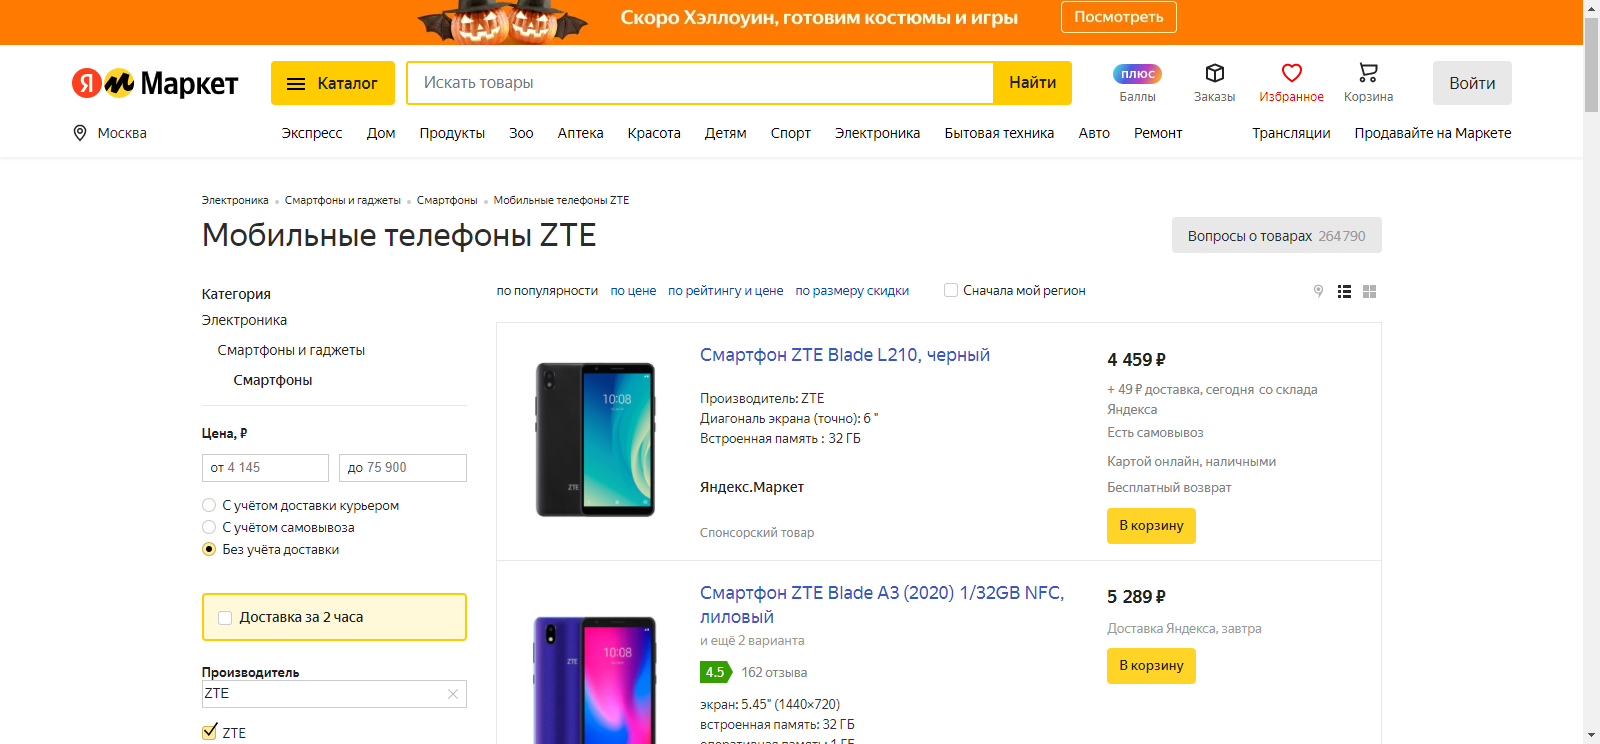 Скоро Хэллоуин, готовим костюмы и игры
Посмотреть
Я м Маркет
Каталог
Искать товары
Найти
плюс
Баллы
Заказы
Избранное
Корзина
Войти
Москва
Экспресс Дом Продукты Зоо Аптека Красота Детям Спорт Электроника Бытовая техника Авто Ремонт Трансляции Продавайте на Маркете
Электроника Смартфоны и гаджеты Смартфоны Мобильные телефоны ZTE
Мобильные телефоны ZTE
Вопросы о товарах 264790
Категория
Электроника
Смартфоны и гаджеты
Смартфоны
Цена, ₽
от 4 145
до 75 900
С учётом доставки курьером
С учётом самовывоза
Без учёта доставки
Доставка за 2 часа
Производитель
ZTE
ZTE
по популярности по цене по рейтингу и цене по размеру скидки Сначала мой регион
10:08
ZTE
Смартфон ZTE Blade L210, черный
Производитель: ZTE
Диагональ экрана (точно): 6 "
Встроенная память : 32 ГБ
Яндекс.Маркет
Спонсорский товар
4 459 ₽
+ 49 ₽ доставка, сегодня со склада
Яндекса
Есть самовывоз
Картой онлайн, наличными
Бесплатный возврат
В корзину
ZTE
10:08
Смартфон ZTE Blade A3 (2020) 1/32GB NFC,
лиловый
и ещё 2 варианта
4.5 162 отзыва
экран: 5.45" (1440×720)
встроенная память: 32 ГБ
оперативная память: 1 ГБ
5 289 ₽
Доставка Яндекса, завтра
В корзину